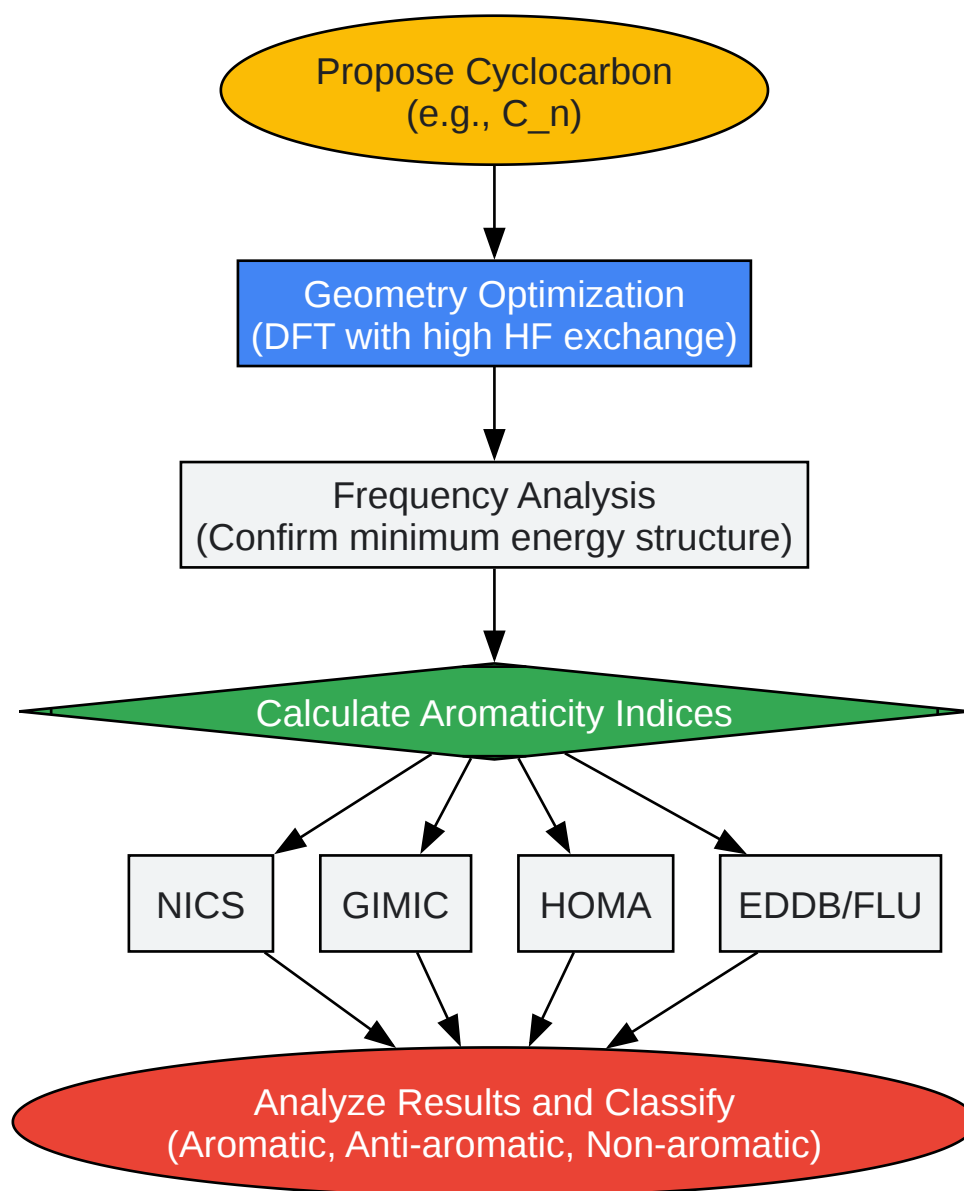 Propose Cyclocarbon
(e.g., C_n)
Geometry Optimization
(DFT with high HF exchange)
Frequency Analysis
(Confirm minimum energy structure)
Calculate Aromaticity Indices
NICS
GIMIC
HOMA
EDDB/FLU
Analyze Results and Classify
(Aromatic, Anti-aromatic, Non-aromatic)